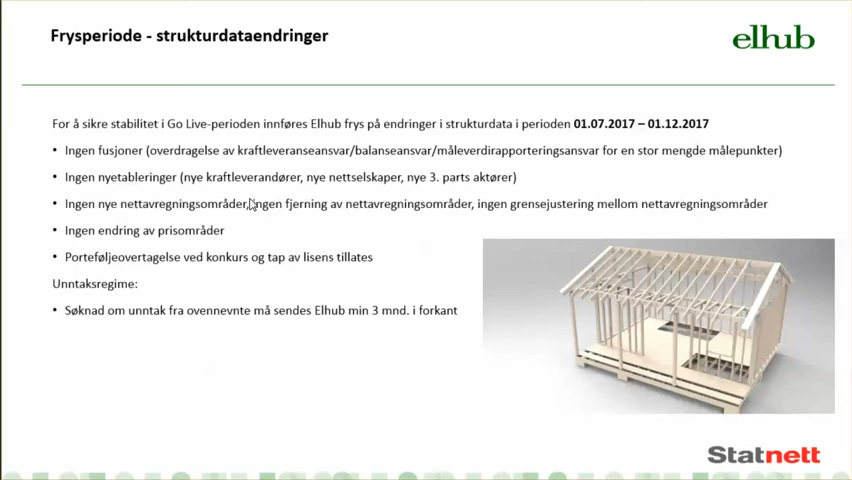 Frysperiode - strukturdataendringer
elhub
For å sikre stabilitet i Go Live-perioden innføres Elhub frys på endringer i strukturdata i perioden 01.07.2017 – 01.12.2017
• Ingen fusjoner (overdragelse av kraftleveranseansvar/balanseansvar/måleverdirapporteringsansvar for en stor mengde målepunkter)
• Ingen nyetableringer (nye kraftleverandører, nye nettselskaper, nye 3. parts aktører)
• Ingen nye nettavregningsområder, ingen fjerning av nettavregningsområder, ingen grensejustering mellom nettavregningsområder
• Ingen endring av prisområder
• Porteføljeovertagelse ved konkurs og tap av lisens tillates
Unntaksregime:
• Søknad om unntak fra ovennevnte må sendes Elhub min 3 mnd. i forkant
Statnett